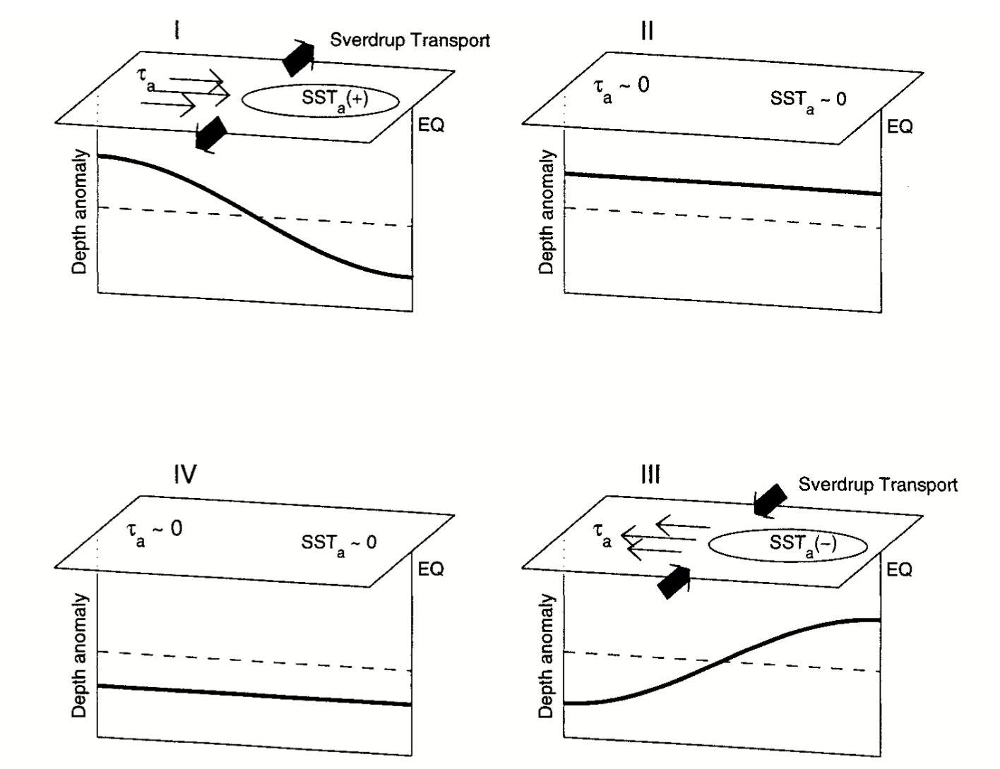 I
Sverdrup Transport
τa
SSTa(+)
EQ
Depth anomaly
II
τa ~ 0
SSTa ~ 0
EQ
Depth anomaly
IV
τa ~ 0
SSTa ~ 0
EQ
Depth anomaly
III
Sverdrup Transport
τa
SSTa(−)
EQ
Depth anomaly